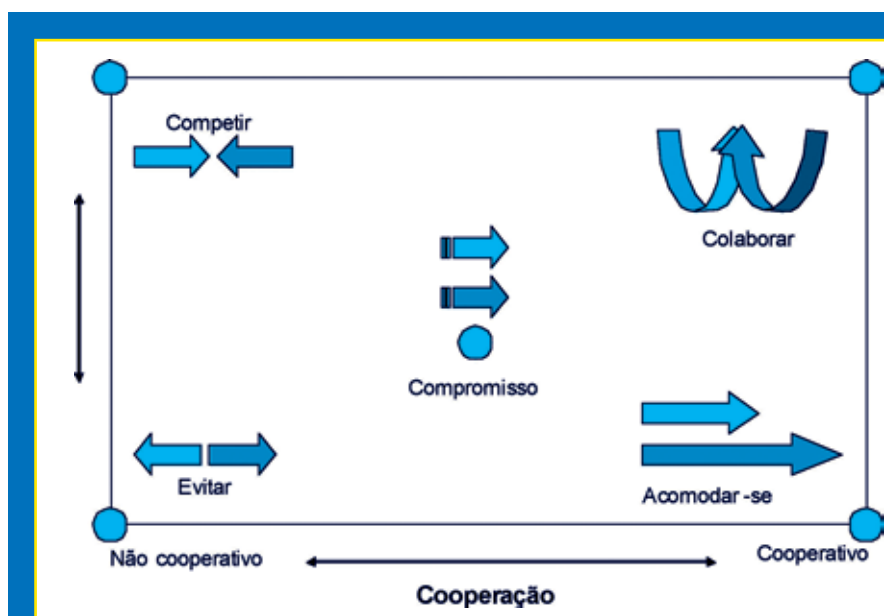 Competir
Colaborar
Compromisso
Evitar
Acomodar-se
Não cooperativo
Cooperativo
Cooperação